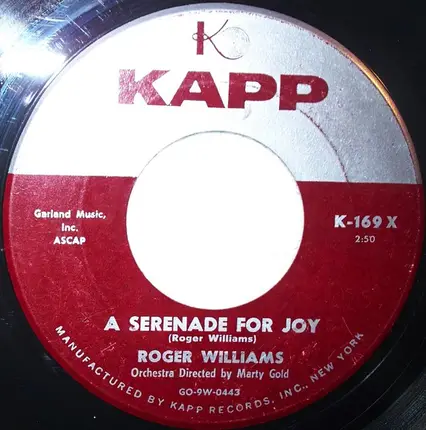 K
KAPP
Garland Music,
Inc.
ASCAP
K-169 X
2:50
A SERENADE FOR JOY
(Roger Williams)
ROGER WILLIAMS
Orchestra Directed by Marty Gold
GO-9W-0443
MANUFACTURED BY KAPP RECORDS, INC., NEW YORK